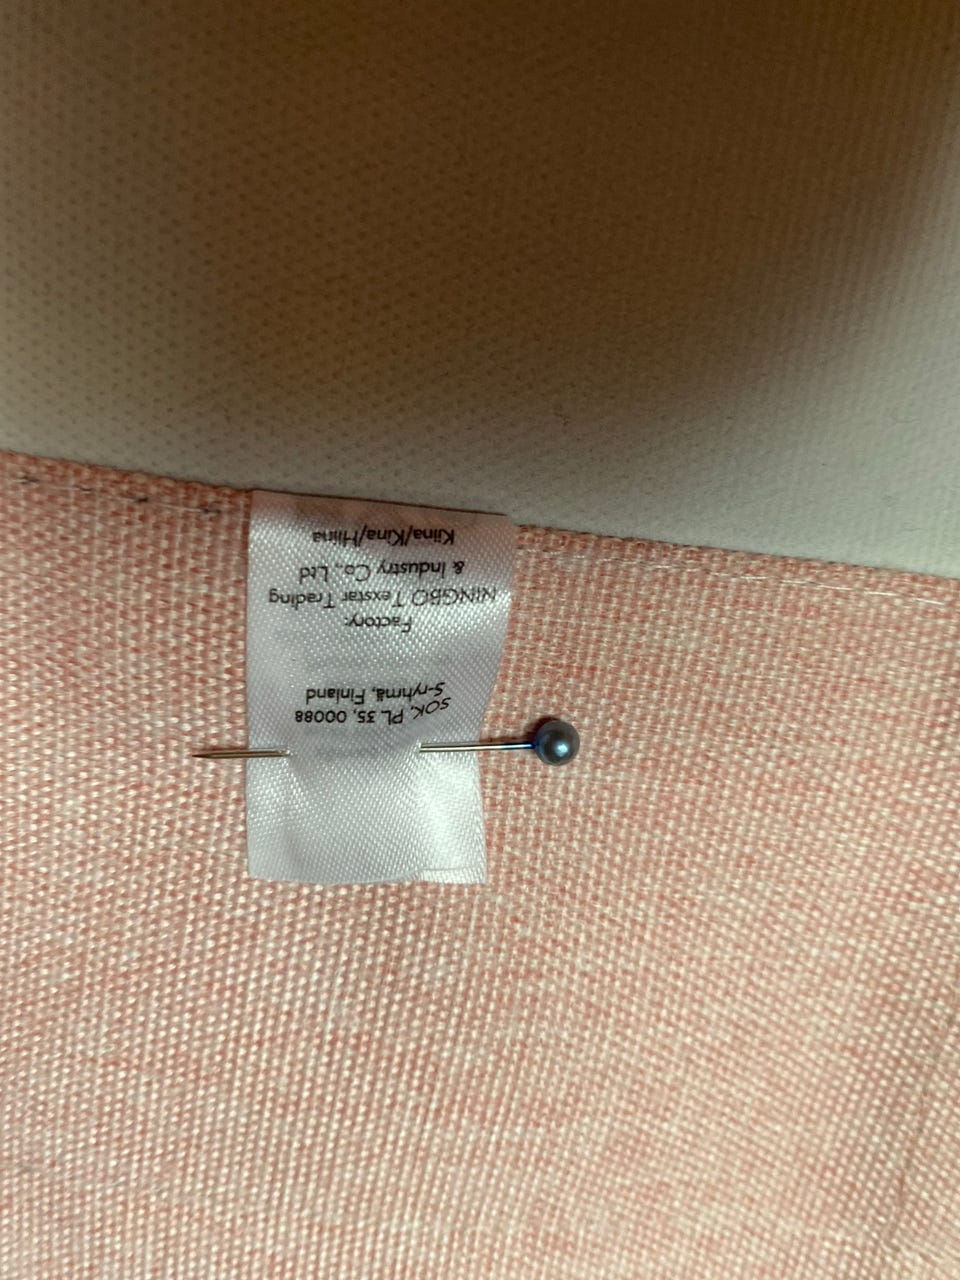 SOK, PL 35, 00088
S-ryhmä, Finland
Factory:
NINGBO Texstar Trading
& Industry Co., Ltd
Kiina/Kina/Hiina